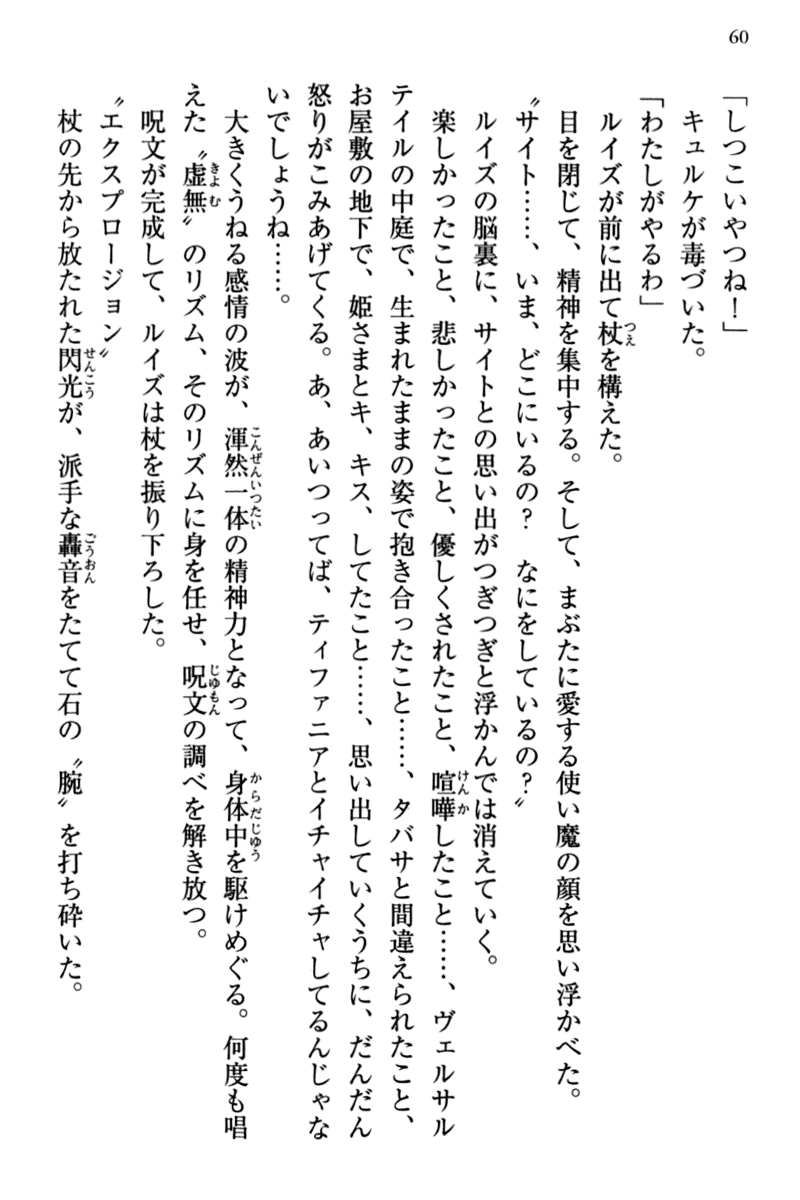 60
「しつこいやつね！」
キュルケが毒づいた。
「わたしがやるわ」
ルイズが前に出て杖を構えた。
目を閉じて、精神を集中する。そして、まぶたに愛する使い魔の顔を思い浮かべた。
〝サイト……、いま、どこにいるの？　なにをしているの？〟
ルイズの脳裏に、サイトとの思い出がつぎつぎと浮かんでは消えていく。
楽しかったこと、悲しかったこと、優しくされたこと、喧嘩したこと……、ヴェルサル
テイルの中庭で、生まれたままの姿で抱き合ったこと……、タバサと間違えられたこと、
お屋敷の地下で、姫さまとキ、キス、してたこと……、思い出していくうちに、だんだん
怒りがこみあげてくる。あ、あいつってば、ティファニアとイチャイチャしてるんじゃな
いでしょうね……。
大きくうねる感情の波が、渾然一体の精神力となって、身体中を駆けめぐる。何度も唱
えた〝虚無〟のリズム、そのリズムに身を任せ、呪文の調べを解き放つ。
呪文が完成して、ルイズは杖を振り下ろした。
〝エクスプロージョン〟
杖の先から放たれた閃光が、派手な轟音をたてて石の〝腕〟を打ち砕いた。